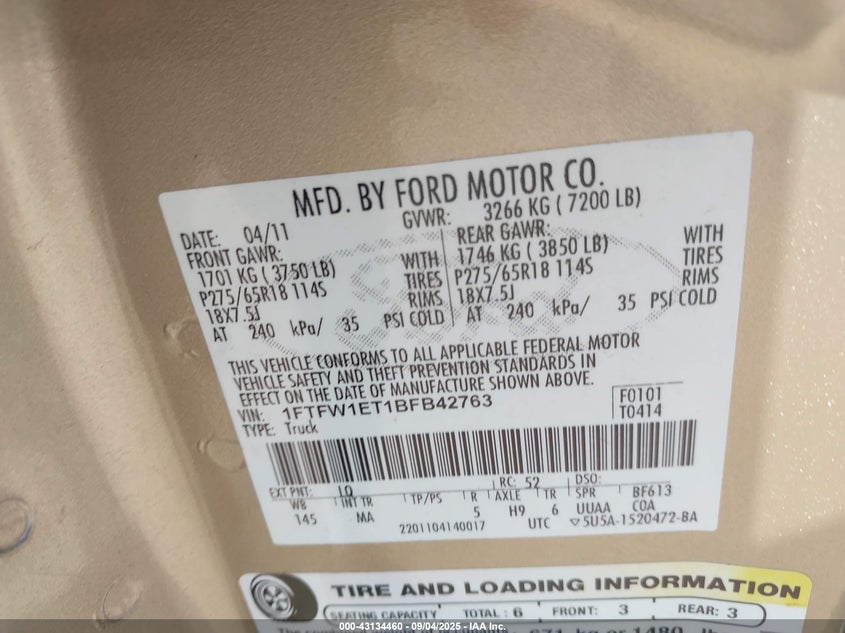 MFD. BY FORD MOTOR CO.
DATE: 04/11 GVWR: 3266 KG ( 7200 LB)
FRONT GAWR: REAR GAWR:
1701 KG ( 3750 LB) WITH 1746 KG ( 3850 LB) WITH
P275/65R18 114S TIRES P275/65R18 114S TIRES
18X7.5J RIMS 18X7.5J RIMS
AT 240 kPa/ 35 PSI COLD AT 240 kPa/ 35 PSI COLD
THIS VEHICLE CONFORMS TO ALL APPLICABLE FEDERAL MOTOR
VEHICLE SAFETY AND THEFT PREVENTION STANDARDS IN
EFFECT ON THE DATE OF MANUFACTURE SHOWN ABOVE.
VIN: 1FTFW1ET1BFB42763 F0101
TYPE: Truck T0414
EXT PNT: LQ RC: 52 DSO:
WB INT TR TP/PS R AXLE TR SPR BF613
145 MA 5 H9 6 UUAA COA
2201104140017 UTC ▽5U5A-1520472-BA
TIRE AND LOADING INFORMATION
SEATING CAPACITY TOTAL : 6 FRONT: 3 REAR: 3
000-43134460 - 09/04/2025 - IAA Inc.